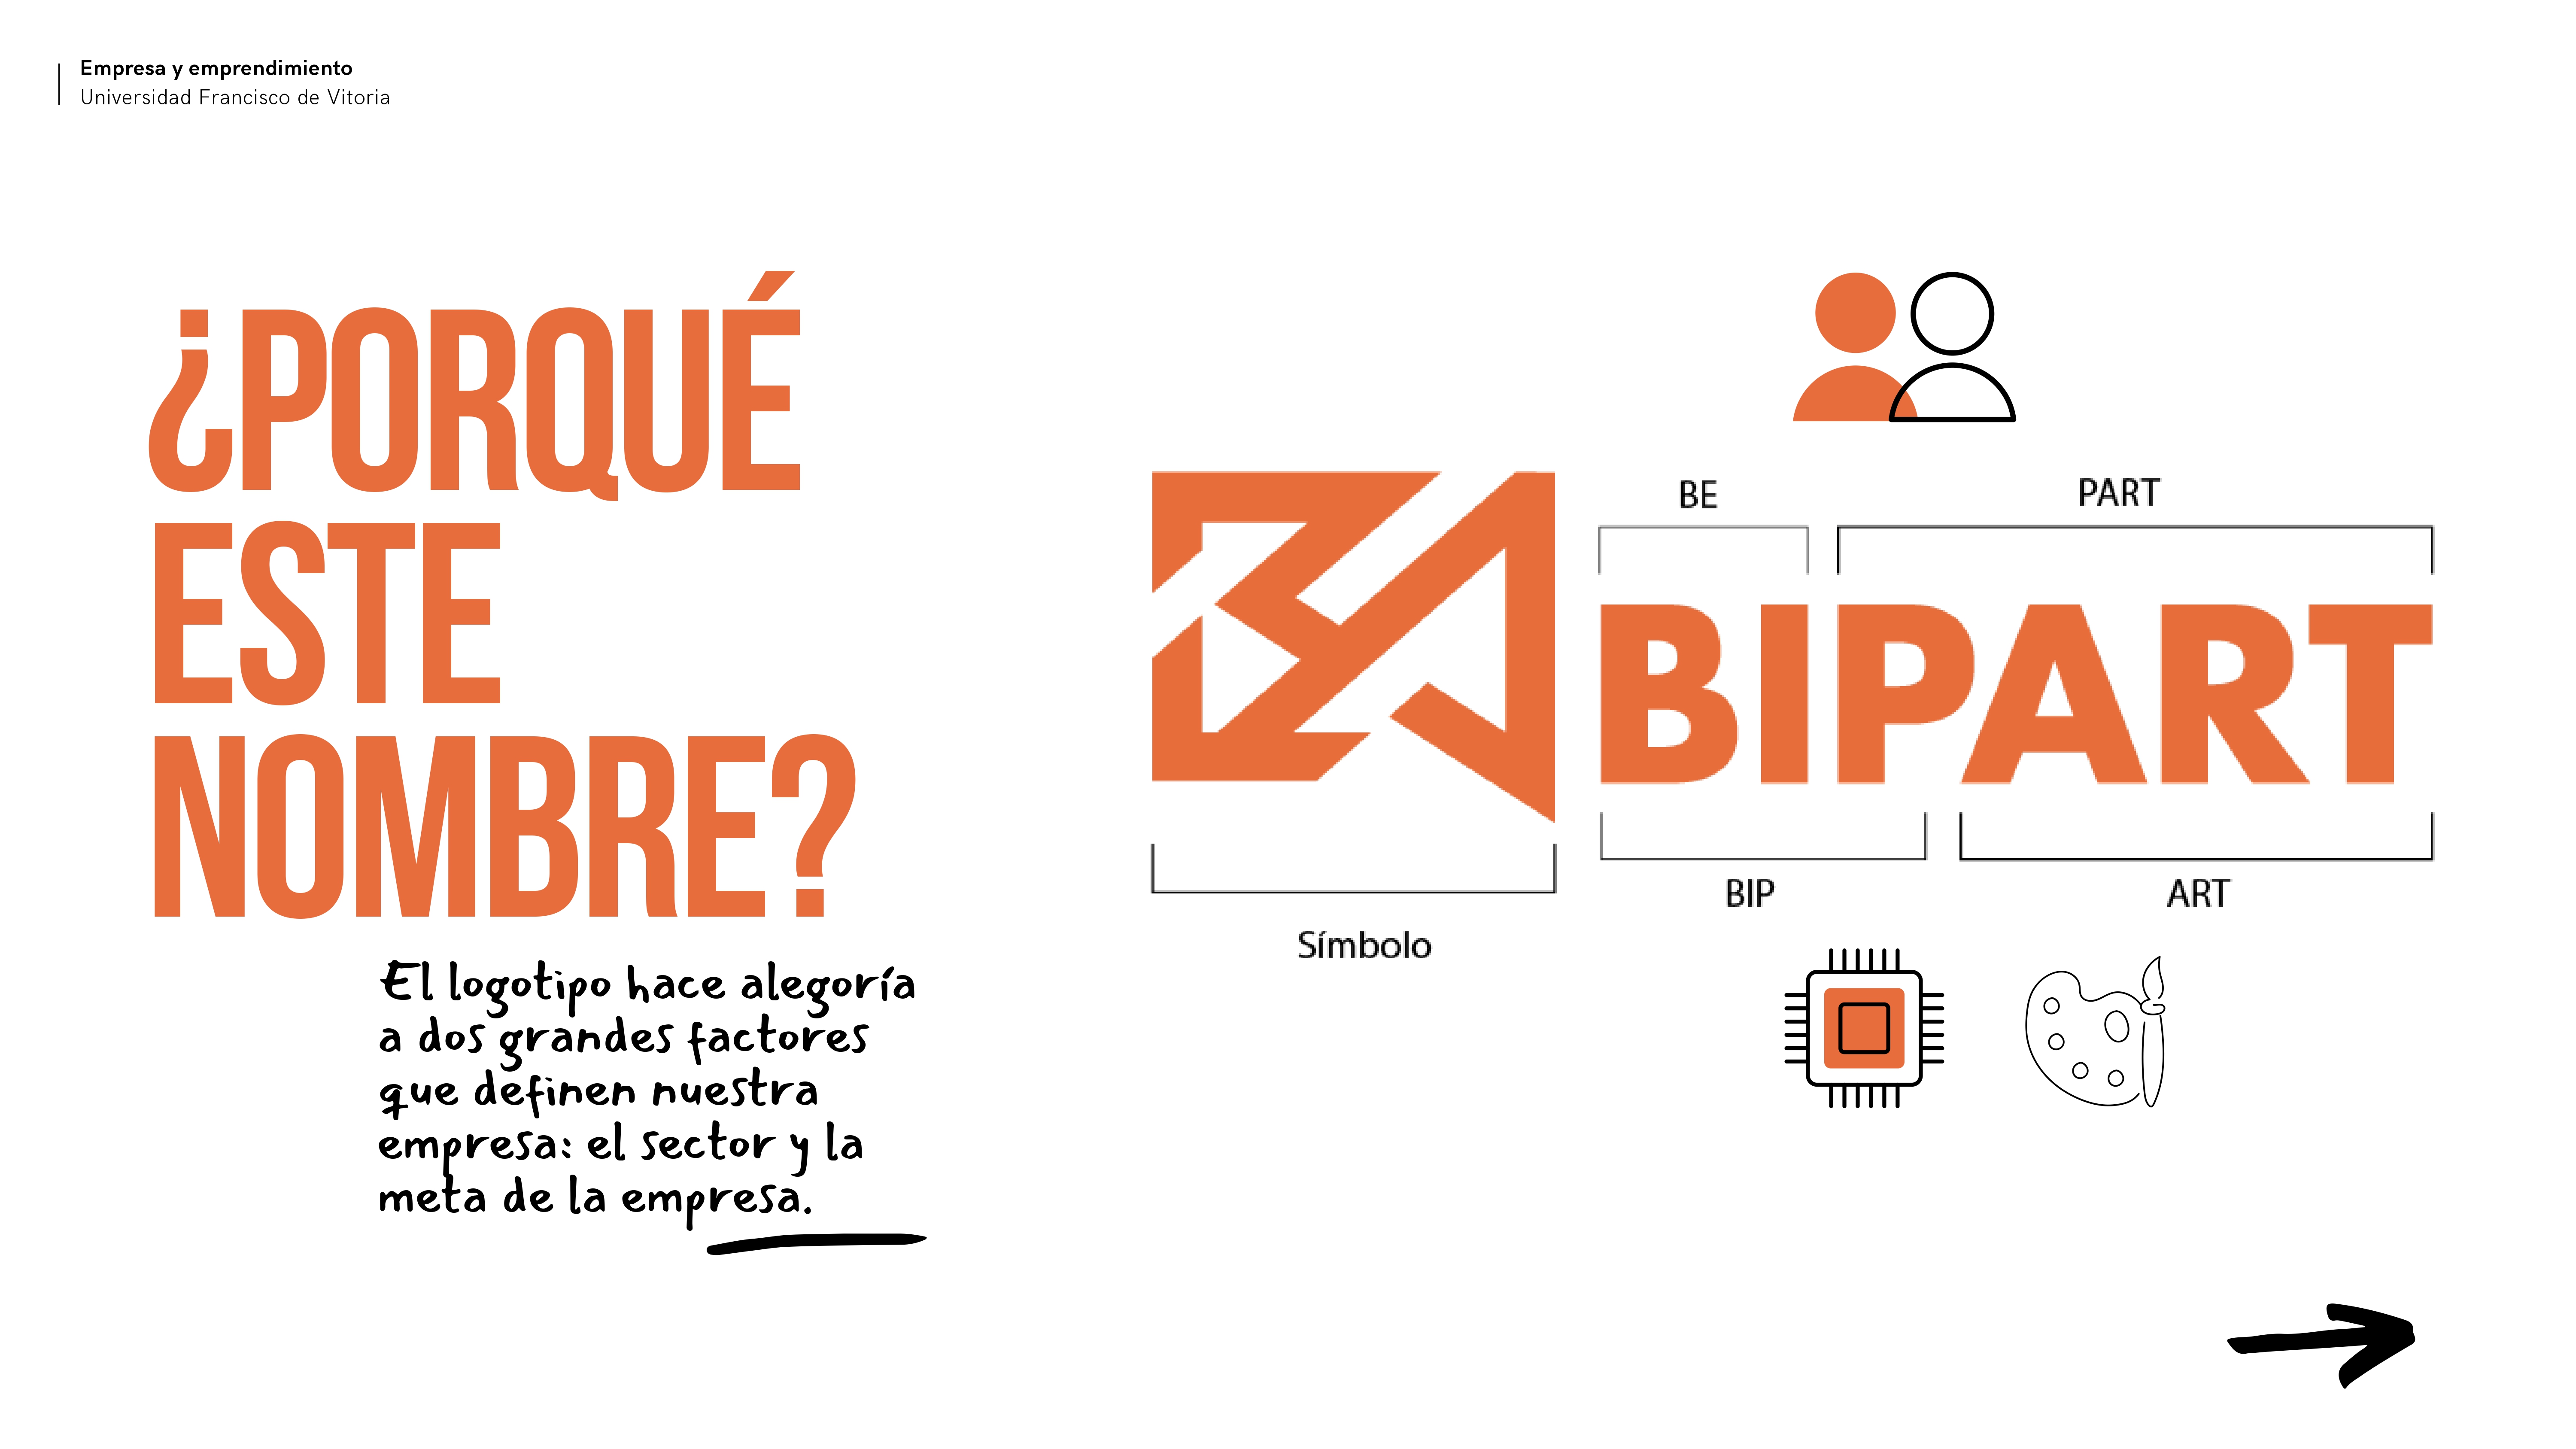 Empresa y emprendimiento
Universidad Francisco de Vitoria
¿PORQUÉ
ESTE
NOMBRE?
El logotipo hace alegoría
a dos grandes factores
que definen nuestra
empresa: el sector y la
meta de la empresa.
BE PART
BA BIPART
BIP ART
Símbolo